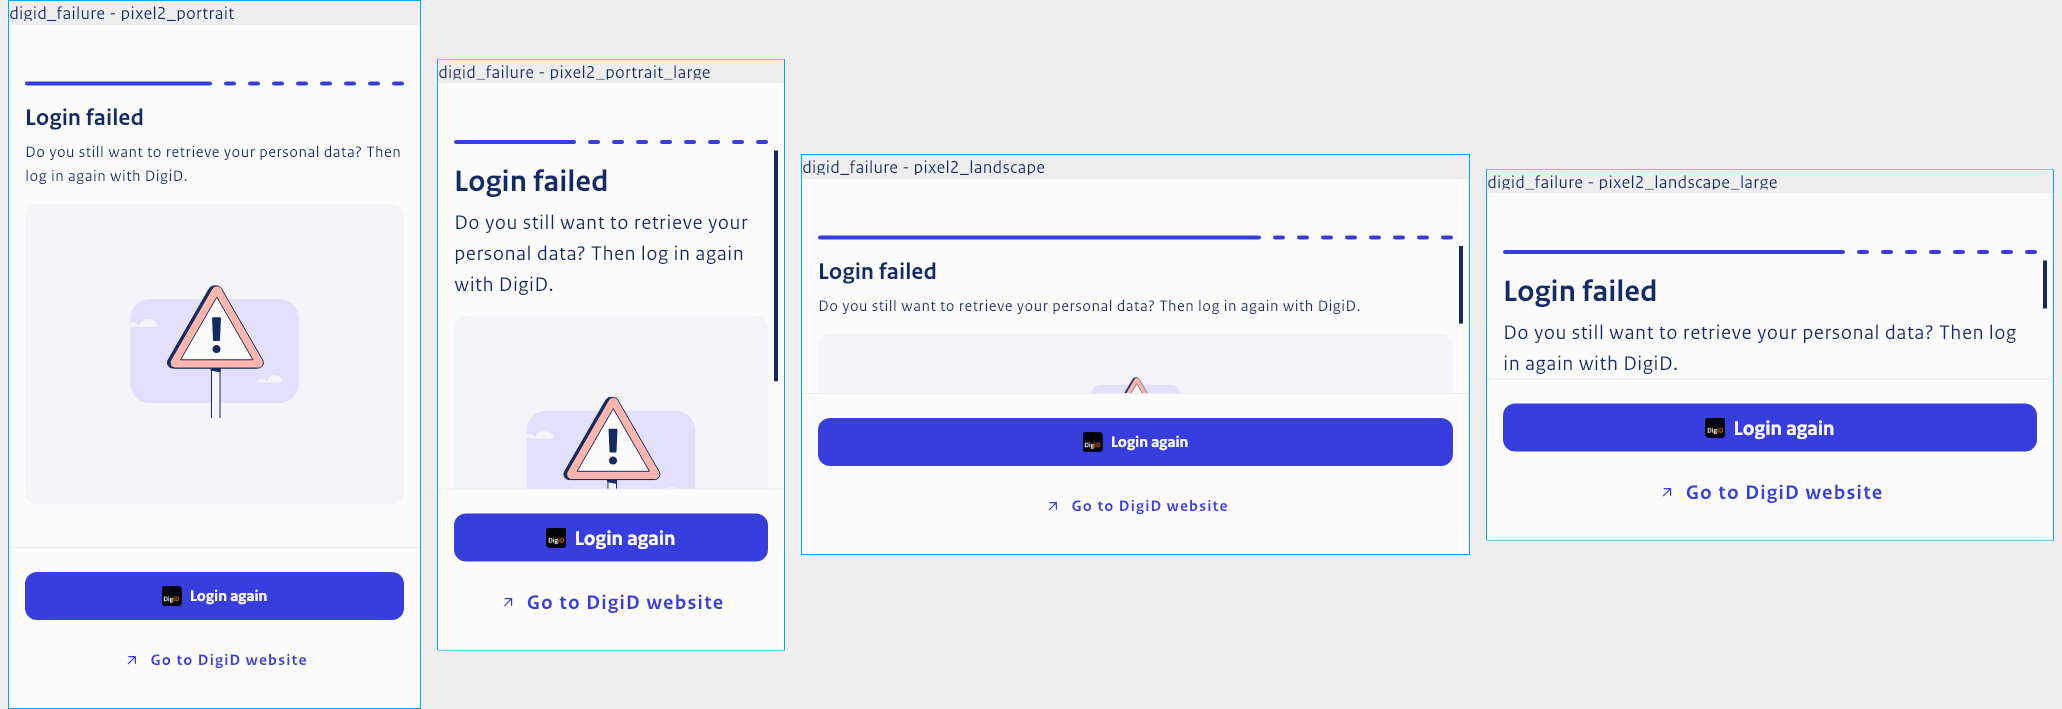 digid_failure - pixel2_portrait
Login failed
Do you still want to retrieve your personal data? Then
log in again with DigiD.
!
DigiD Login again
Go to DigiD website
digid_failure - pixel2_portrait_large
Login failed
Do you still want to retrieve your
personal data? Then log in again
with DigiD.
!
DigiD Login again
Go to DigiD website
digid_failure - pixel2_landscape
Login failed
Do you still want to retrieve your personal data? Then log in again with DigiD.
DigiD Login again
Go to DigiD website
digid_failure - pixel2_landscape_large
Login failed
Do you still want to retrieve your personal data? Then log
in again with DigiD.
DigiD Login again
Go to DigiD website